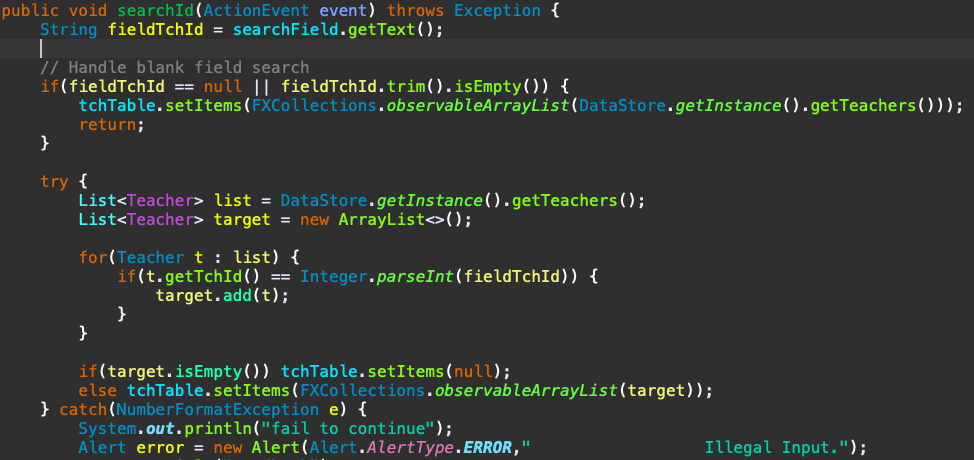 public void searchId(ActionEvent event) throws Exception {
    String fieldTchId = searchField.getText();
    // Handle blank field search
    if(fieldTchId == null || fieldTchId.trim().isEmpty()) {
        tchTable.setItems(FXCollections.observableArrayList(DataStore.getInstance().getTeachers()));
        return;
    }
    try {
        List<Teacher> list = DataStore.getInstance().getTeachers();
        List<Teacher> target = new ArrayList<>();
        for(Teacher t : list) {
            if(t.getTchId() == Integer.parseInt(fieldTchId)) {
                target.add(t);
            }
        }
        if(target.isEmpty()) tchTable.setItems(null);
        else tchTable.setItems(FXCollections.observableArrayList(target));
    } catch(NumberFormatException e) {
        System.out.println("fail to continue");
        Alert error = new Alert(Alert.AlertType.ERROR,"                  Illegal Input.");